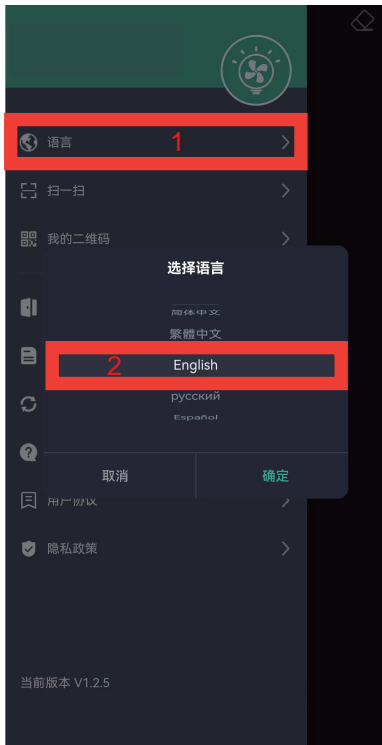 语言
1
扫一扫
我的二维码
选择语言
简体中文
繁體中文
2
English
русский
Español
取消
确定
用户协议
隐私政策
当前版本 V1.2.5